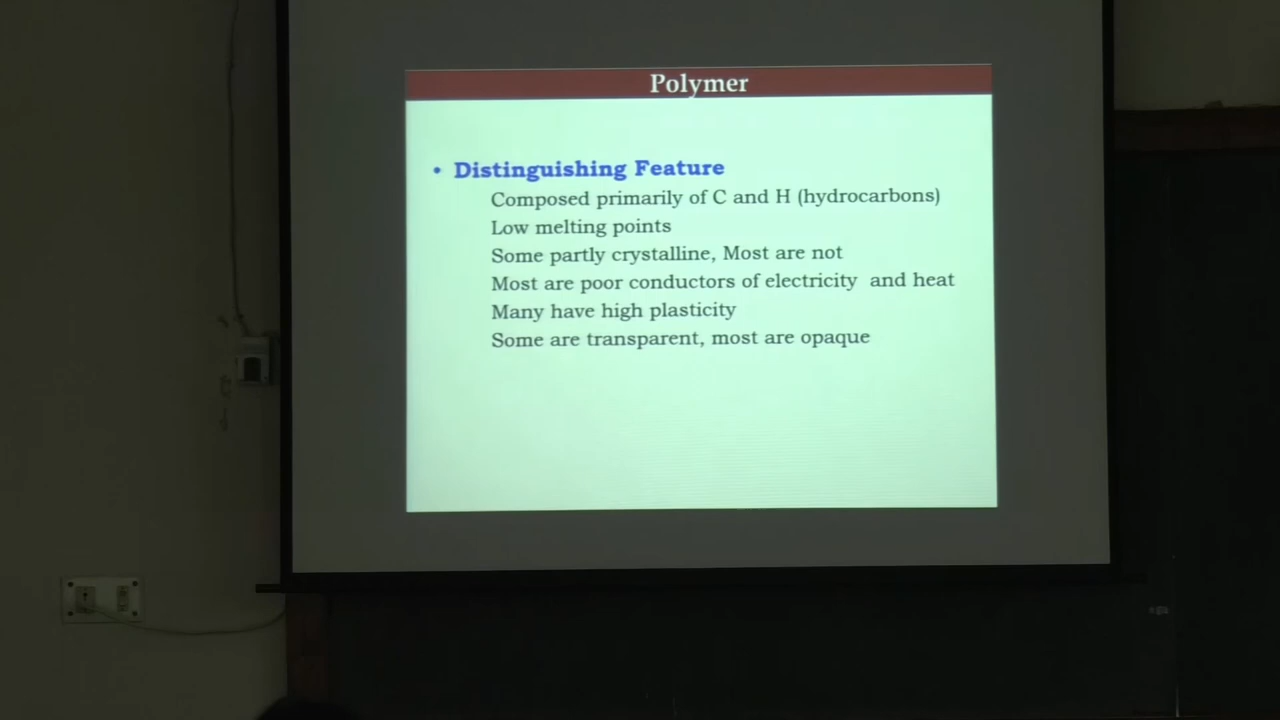 Polymer
• Distinguishing Feature
Composed primarily of C and H (hydrocarbons)
Low melting points
Some partly crystalline, Most are not
Most are poor conductors of electricity and heat
Many have high plasticity
Some are transparent, most are opaque